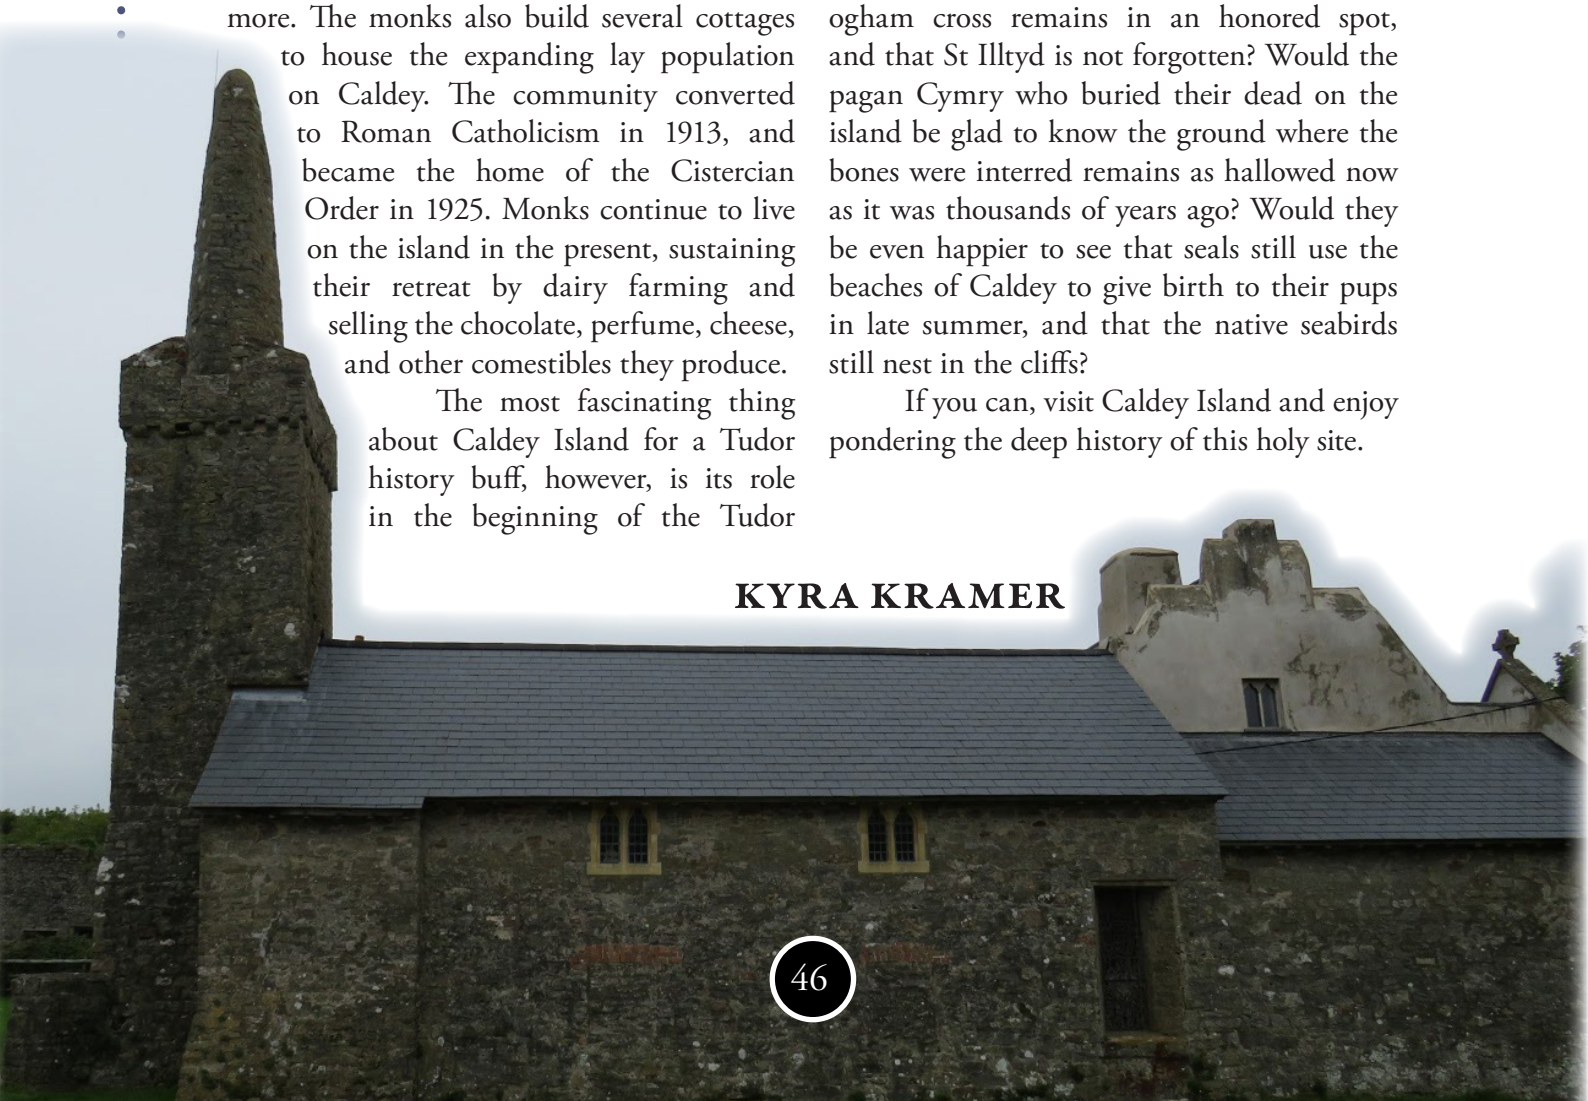 more. The monks also build several cottages
to house the expanding lay population
on Caldey. The community converted
to Roman Catholicism in 1913, and
became the home of the Cistercian
Order in 1925. Monks continue to live
on the island in the present, sustaining
their retreat by dairy farming and
selling the chocolate, perfume, cheese,
and other comestibles they produce.
The most fascinating thing
about Caldey Island for a Tudor
history buff, however, is its role
in the beginning of the Tudor
ogham cross remains in an honored spot,
and that St Illtyd is not forgotten? Would the
pagan Cymry who buried their dead on the
island be glad to know the ground where the
bones were interred remains as hallowed now
as it was thousands of years ago? Would they
be even happier to see that seals still use the
beaches of Caldey to give birth to their pups
in late summer, and that the native seabirds
still nest in the cliffs?
If you can, visit Caldey Island and enjoy
pondering the deep history of this holy site.
KYRA KRAMER
46